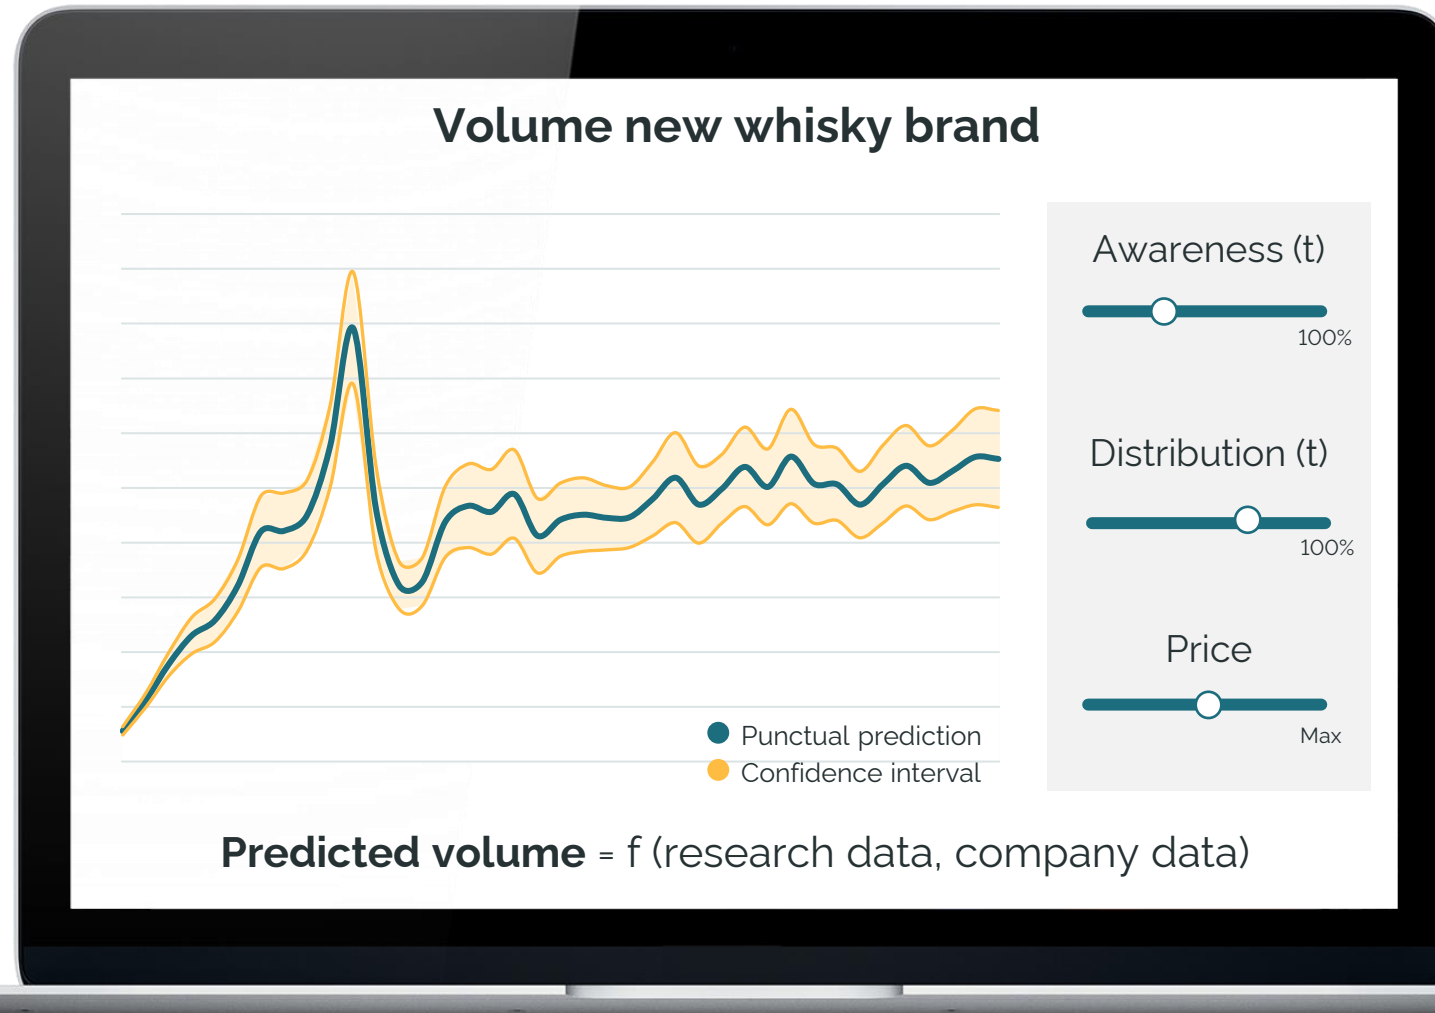 Volume new whisky brand
Awareness (t)
100%
Distribution (t)
100%
Price
Max
Punctual prediction
Confidence interval
Predicted volume = f (research data, company data)